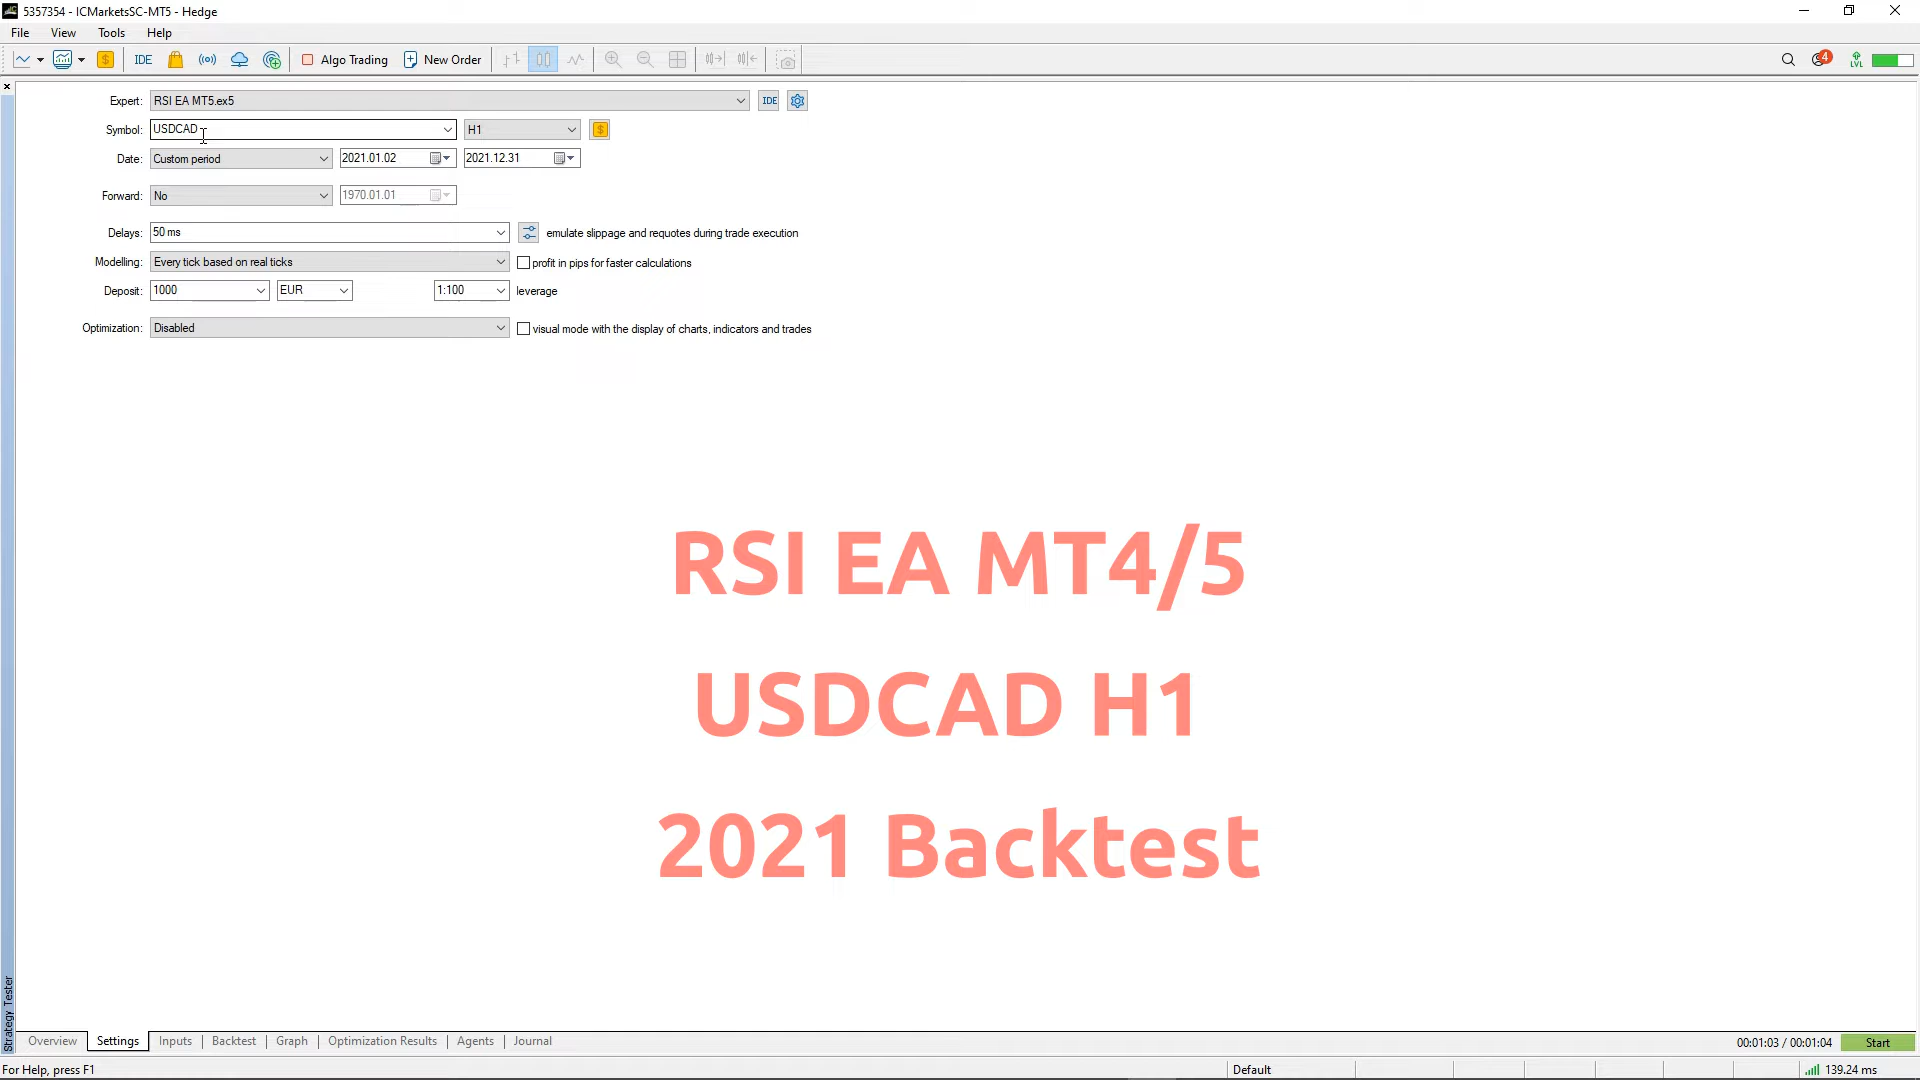 5357354 - ICMarketsSC-MT5 - Hedge
File View Tools Help
IDE Algo Trading New Order 4 LVL
Expert: RSI EA MT5.ex5 IDE
Symbol: USDCAD H1
Date: Custom period 2021.01.02 2021.12.31
Forward: No 1970.01.01
Delays: 50 ms emulate slippage and requotes during trade execution
Modelling: Every tick based on real ticks profit in pips for faster calculations
Deposit: 1000 EUR 1:100 leverage
Optimization: Disabled visual mode with the display of charts, indicators and trades
RSI EA MT4/5
USDCAD H1
2021 Backtest
Strategy Tester
Overview Settings Inputs Backtest Graph Optimization Results Agents Journal 00:01:03 / 00:01:04 Start
For Help, press F1 Default 139.24 ms